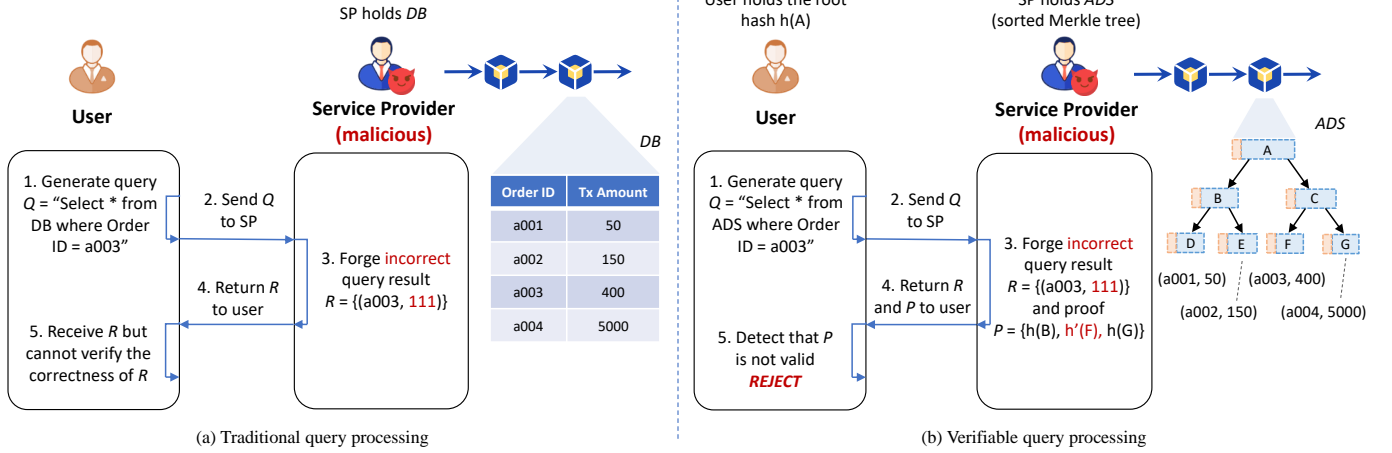 SP holds DB
User
Service Provider
(malicious)
1. Generate query
Q = “Select * from
DB where Order
ID = a003”
2. Send Q
to SP
3. Forge incorrect
query result
R = {(a003, 111)}
4. Return R
to user
5. Receive R but
cannot verify the
correctness of R
DB
Order ID Tx Amount
a001 50
a002 150
a003 400
a004 5000
(a) Traditional query processing
User holds the root
hash h(A)
SP holds ADS
(sorted Merkle tree)
User
Service Provider
(malicious)
1. Generate query
Q = “Select * from
ADS where Order
ID = a003”
2. Send Q
to SP
3. Forge incorrect
query result
R = {(a003, 111)}
and proof
P = {h(B), h’(F), h(G)}
4. Return R
and P to user
5. Detect that P
is not valid
REJECT
ADS
A
B C
D E F G
(a001, 50) (a003, 400)
(a002, 150) (a004, 5000)
(b) Verifiable query processing